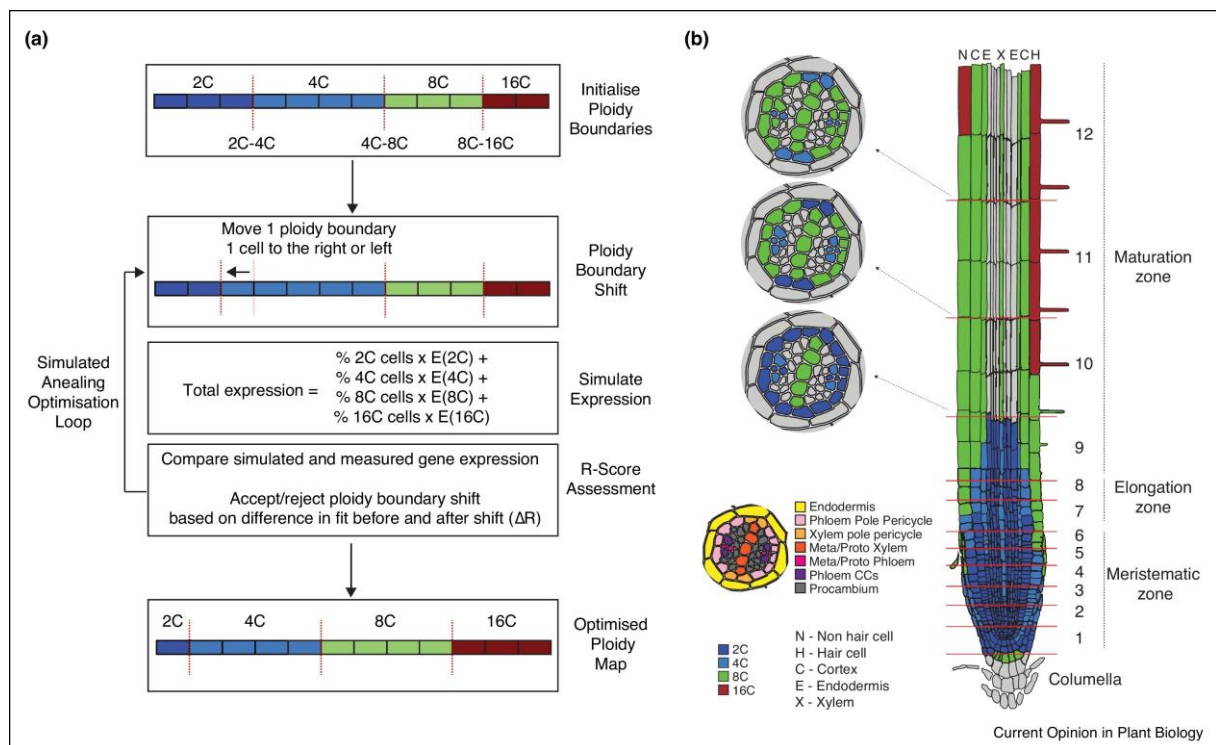 (a)
2C 4C 8C 16C
2C-4C 4C-8C 8C-16C
Initialise
Ploidy
Boundaries
Move 1 ploidy boundary
1 cell to the right or left
Ploidy
Boundary
Shift
Simulated
Anealing
Optimisation
Loop
Total expression =
% 2C cells x E(2C) +
% 4C cells x E(4C) +
% 8C cells x E(8C) +
% 16C cells x E(16C)
Simulate
Expression
Compare simulated and measured gene expression
Accept/reject ploidy boundary shift
based on difference in fit before and after shift (ΔR)
R-Score
Assessment
2C 4C 8C 16C
Optimised
Ploidy
Map
(b)
N C E X E C H
12
11
10
9
8
7
6
5
4
3
2
1
Maturation
zone
Elongation
zone
Meristematic
zone
Columella
Endodermis
Phloem Pole Pericycle
Xylem pole pericycle
Meta/Proto Xylem
Meta/Proto Phloem
Phloem CCs
Procambium
2C
4C
8C
16C
N - Non hair cell
H - Hair cell
C - Cortex
E - Endodermis
X - Xylem
Current Opinion in Plant Biology